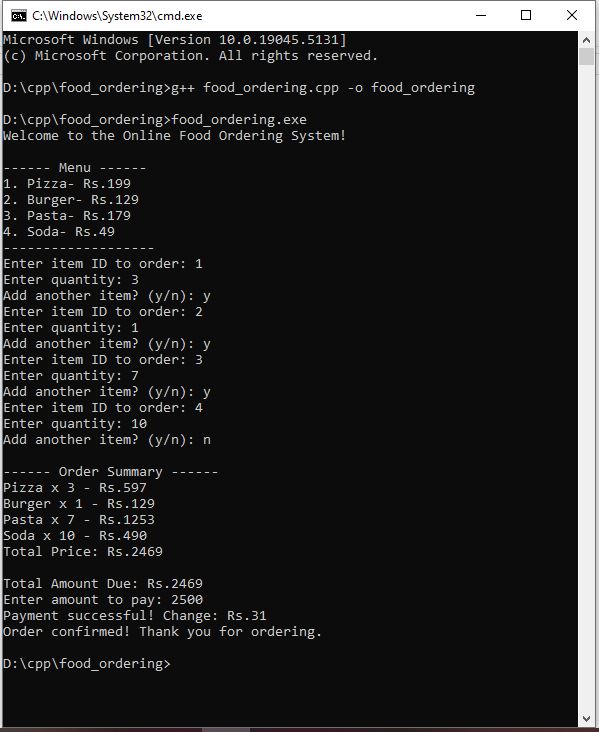 C:\Windows\System32\cmd.exe
Microsoft Windows [Version 10.0.19045.5131]
(c) Microsoft Corporation. All rights reserved.
D:\cpp\food_ordering>g++ food_ordering.cpp -o food_ordering
D:\cpp\food_ordering>food_ordering.exe
Welcome to the Online Food Ordering System!
------ Menu ------
1. Pizza- Rs.199
2. Burger- Rs.129
3. Pasta- Rs.179
4. Soda- Rs.49
-------------------
Enter item ID to order: 1
Enter quantity: 3
Add another item? (y/n): y
Enter item ID to order: 2
Enter quantity: 1
Add another item? (y/n): y
Enter item ID to order: 3
Enter quantity: 7
Add another item? (y/n): y
Enter item ID to order: 4
Enter quantity: 10
Add another item? (y/n): n
------ Order Summary ------
Pizza x 3 - Rs.597
Burger x 1 - Rs.129
Pasta x 7 - Rs.1253
Soda x 10 - Rs.490
Total Price: Rs.2469
Total Amount Due: Rs.2469
Enter amount to pay: 2500
Payment successful! Change: Rs.31
Order confirmed! Thank you for ordering.
D:\cpp\food_ordering>